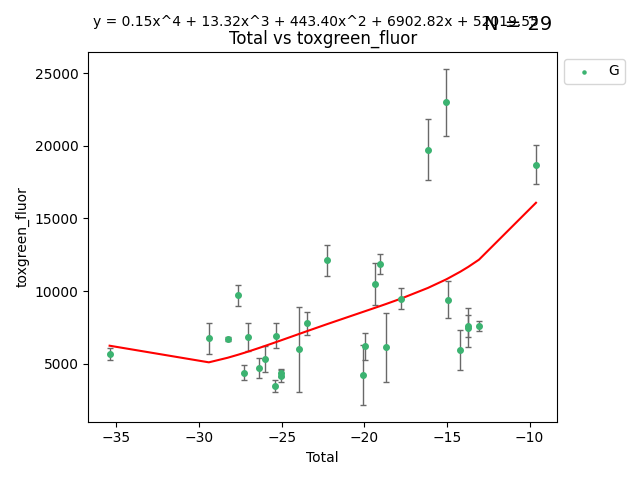 y = 0.15x^4 + 13.32x^3 + 443.40x^2 + 6902.82x + 52019.55
N = 29
Total vs toxgreen_fluor
G
25000
20000
15000
10000
5000
toxgreen_fluor
−35 −30 −25 −20 −15 −10
Total